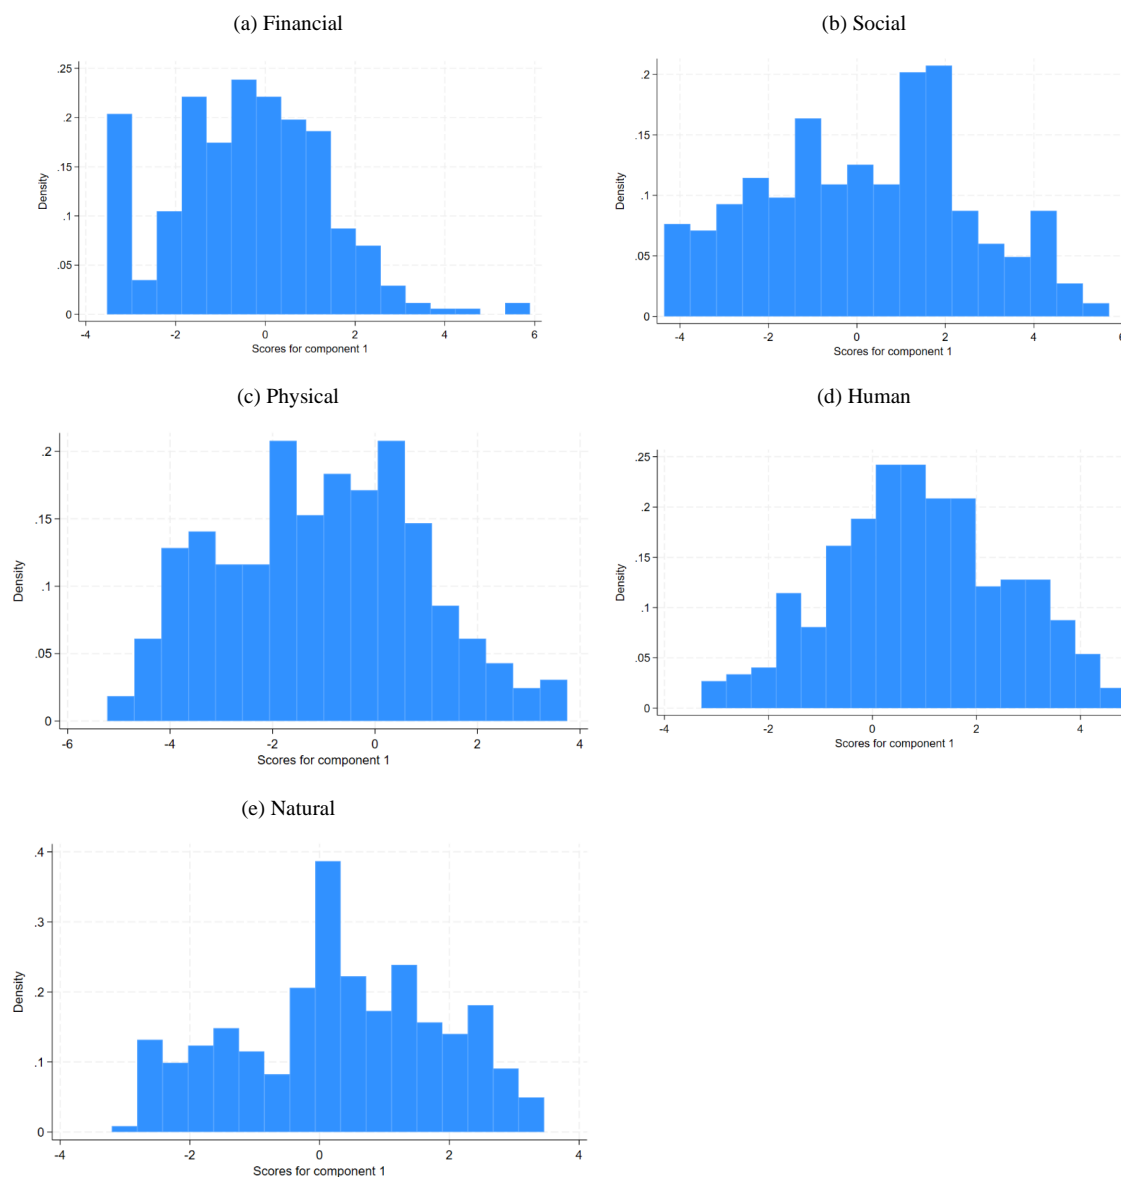 (a) Financial
(b) Social
.25
.2
.15
.1
.05
0
Density
-4 -2 0 2 4 6
Scores for component 1
.2
.15
.1
.05
0
Density
-4 -2 0 2 4 6
Scores for component 1
(c) Physical
(d) Human
.2
.15
.1
.05
0
Density
-6 -4 -2 0 2 4
Scores for component 1
.25
.2
.15
.1
.05
0
Density
-4 -2 0 2 4
Scores for component 1
(e) Natural
.4
.3
.2
.1
0
Density
-4 -2 0 2 4
Scores for component 1